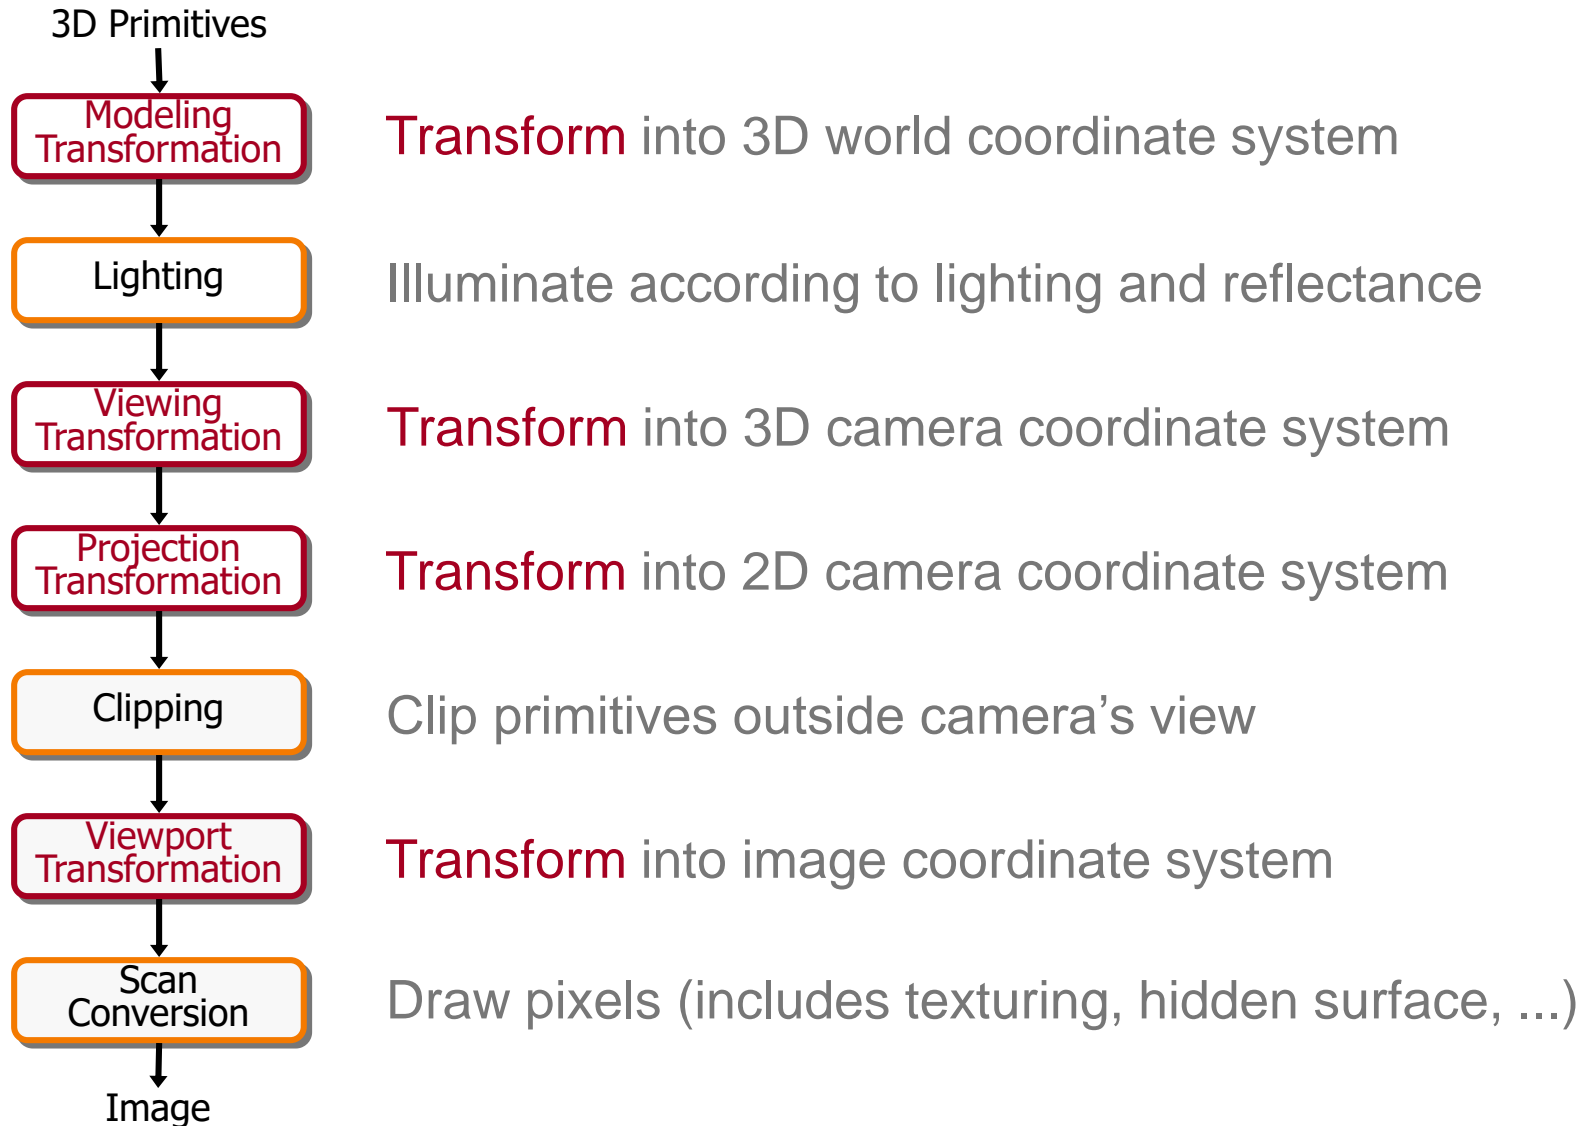 3D Primitives
Modeling
Transformation
Transform into 3D world coordinate system
Lighting
Illuminate according to lighting and reflectance
Viewing
Transformation
Transform into 3D camera coordinate system
Projection
Transformation
Transform into 2D camera coordinate system
Clipping
Clip primitives outside camera’s view
Viewport
Transformation
Transform into image coordinate system
Scan
Conversion
Draw pixels (includes texturing, hidden surface, ...)
Image